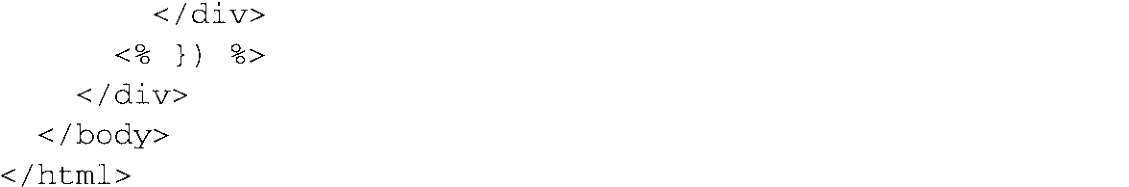 </div>
      <% }) %>
    </div>
  </body>
</html>